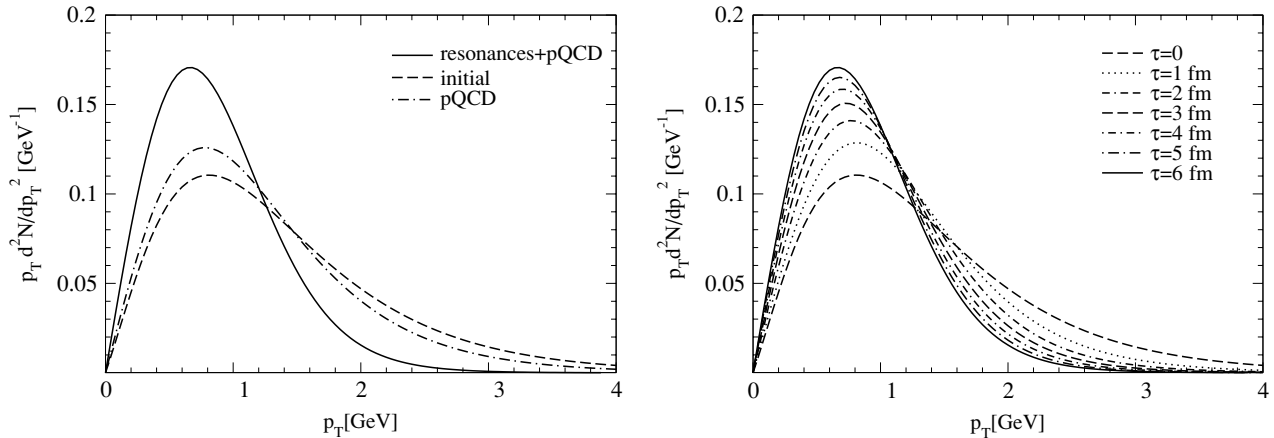 0.2
0.15
0.1
0.05
0
0
1
2
3
4
p_T d²N/dp_T² [GeV⁻¹]
p_T[GeV]
resonances+pQCD
initial
pQCD
0.2
0.15
0.1
0.05
0
0
1
2
3
4
p_T d²N/dp_T² [GeV⁻¹]
p_T[GeV]
τ=0
τ=1 fm
τ=2 fm
τ=3 fm
τ=4 fm
τ=5 fm
τ=6 fm